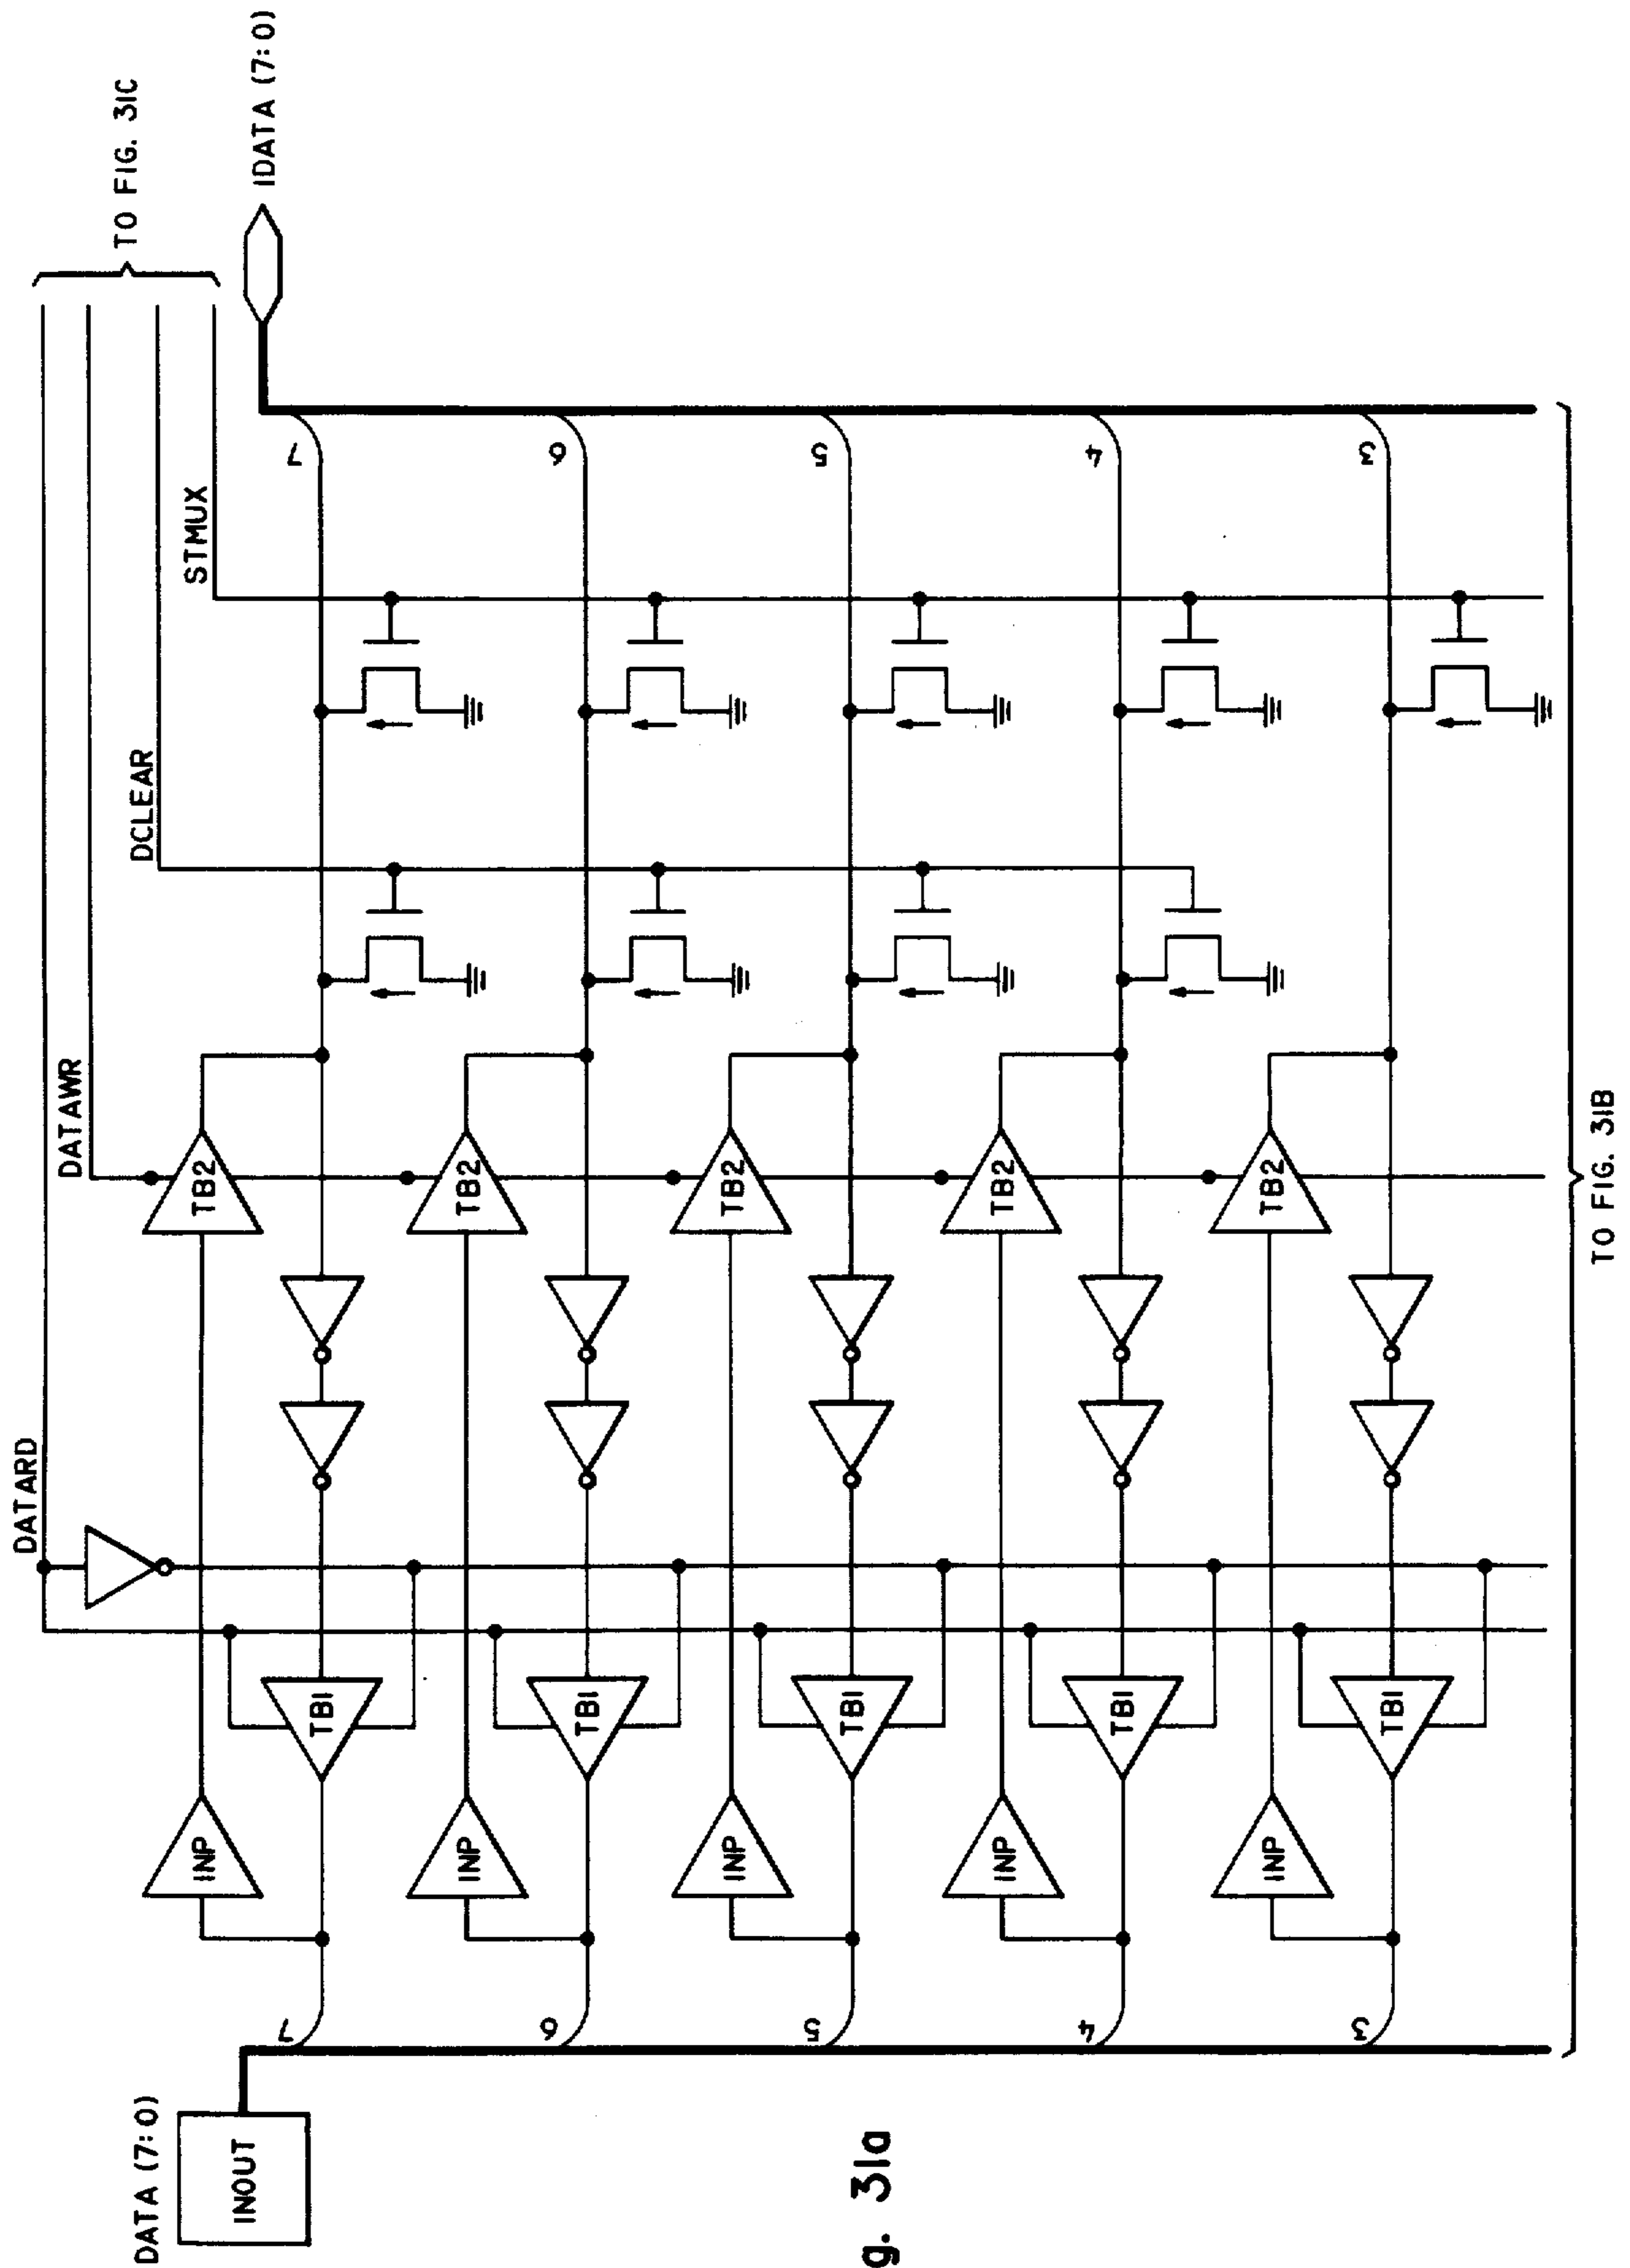 DATA (7:0)
INOUT
DATARD
DATAWR
DCLEAR
STMUX
TO FIG. 31C
IDATA (7:0)
7
INP
TB1
TB2
7
6
INP
TB1
TB2
6
5
INP
TB1
TB2
5
4
INP
TB1
TB2
4
3
INP
TB1
TB2
3
TO FIG. 31B
g. 31a